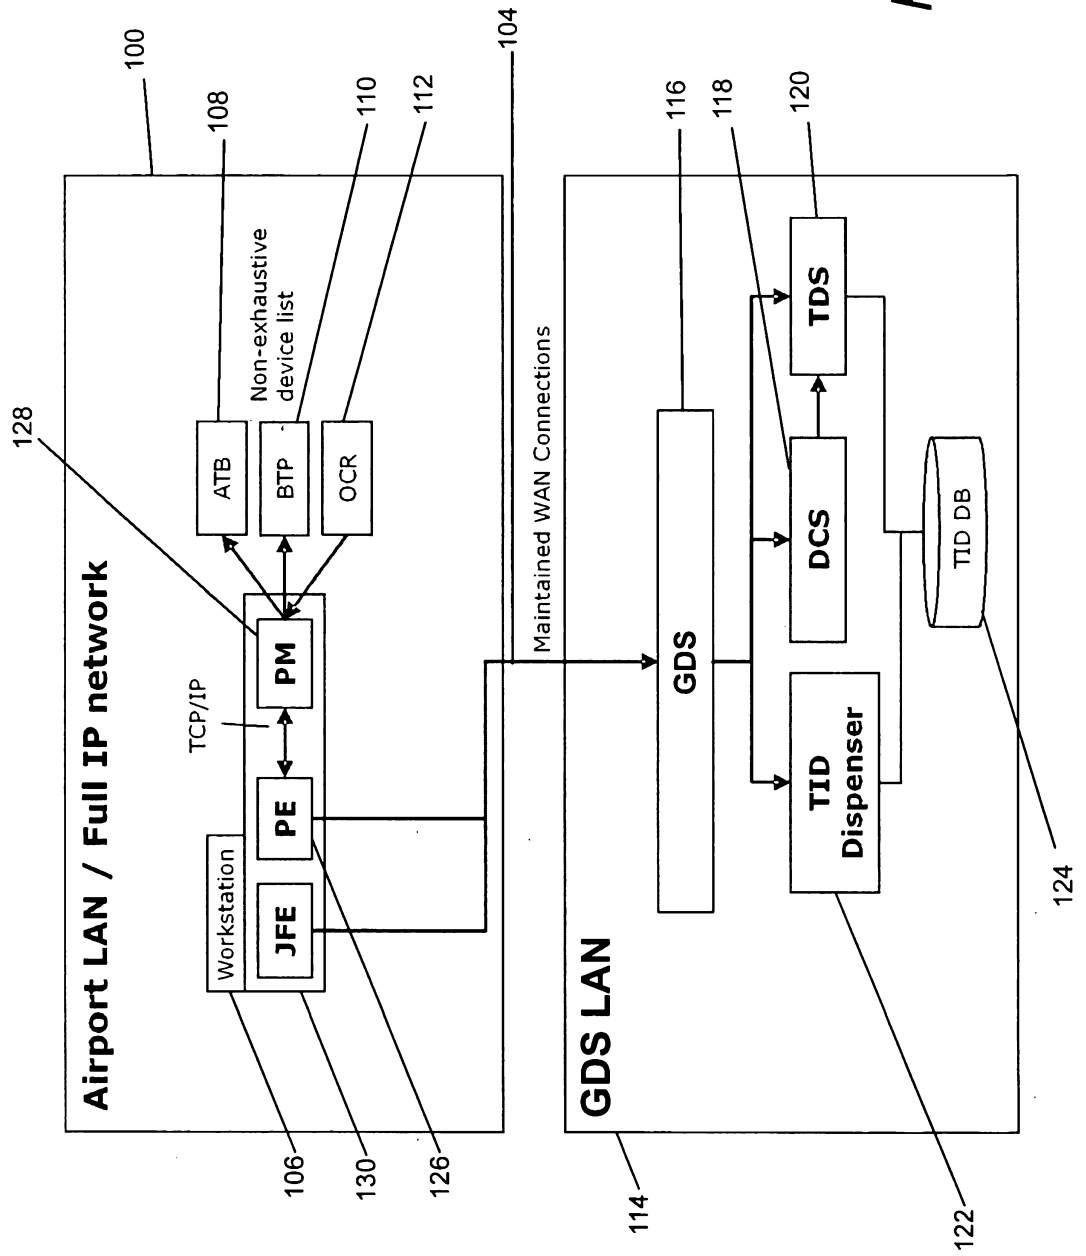 100
108
110
112
104
128
Airport LAN / Full IP network
Non-exhaustive
device list
ATB
BTP
OCR
TCP/IP
Workstation
JFE
PE
PM
106
130
126
Maintained WAN Connections
116
118
120
GDS LAN
GDS
TID
Dispenser
DCS
TDS
TID DB
114
122
124